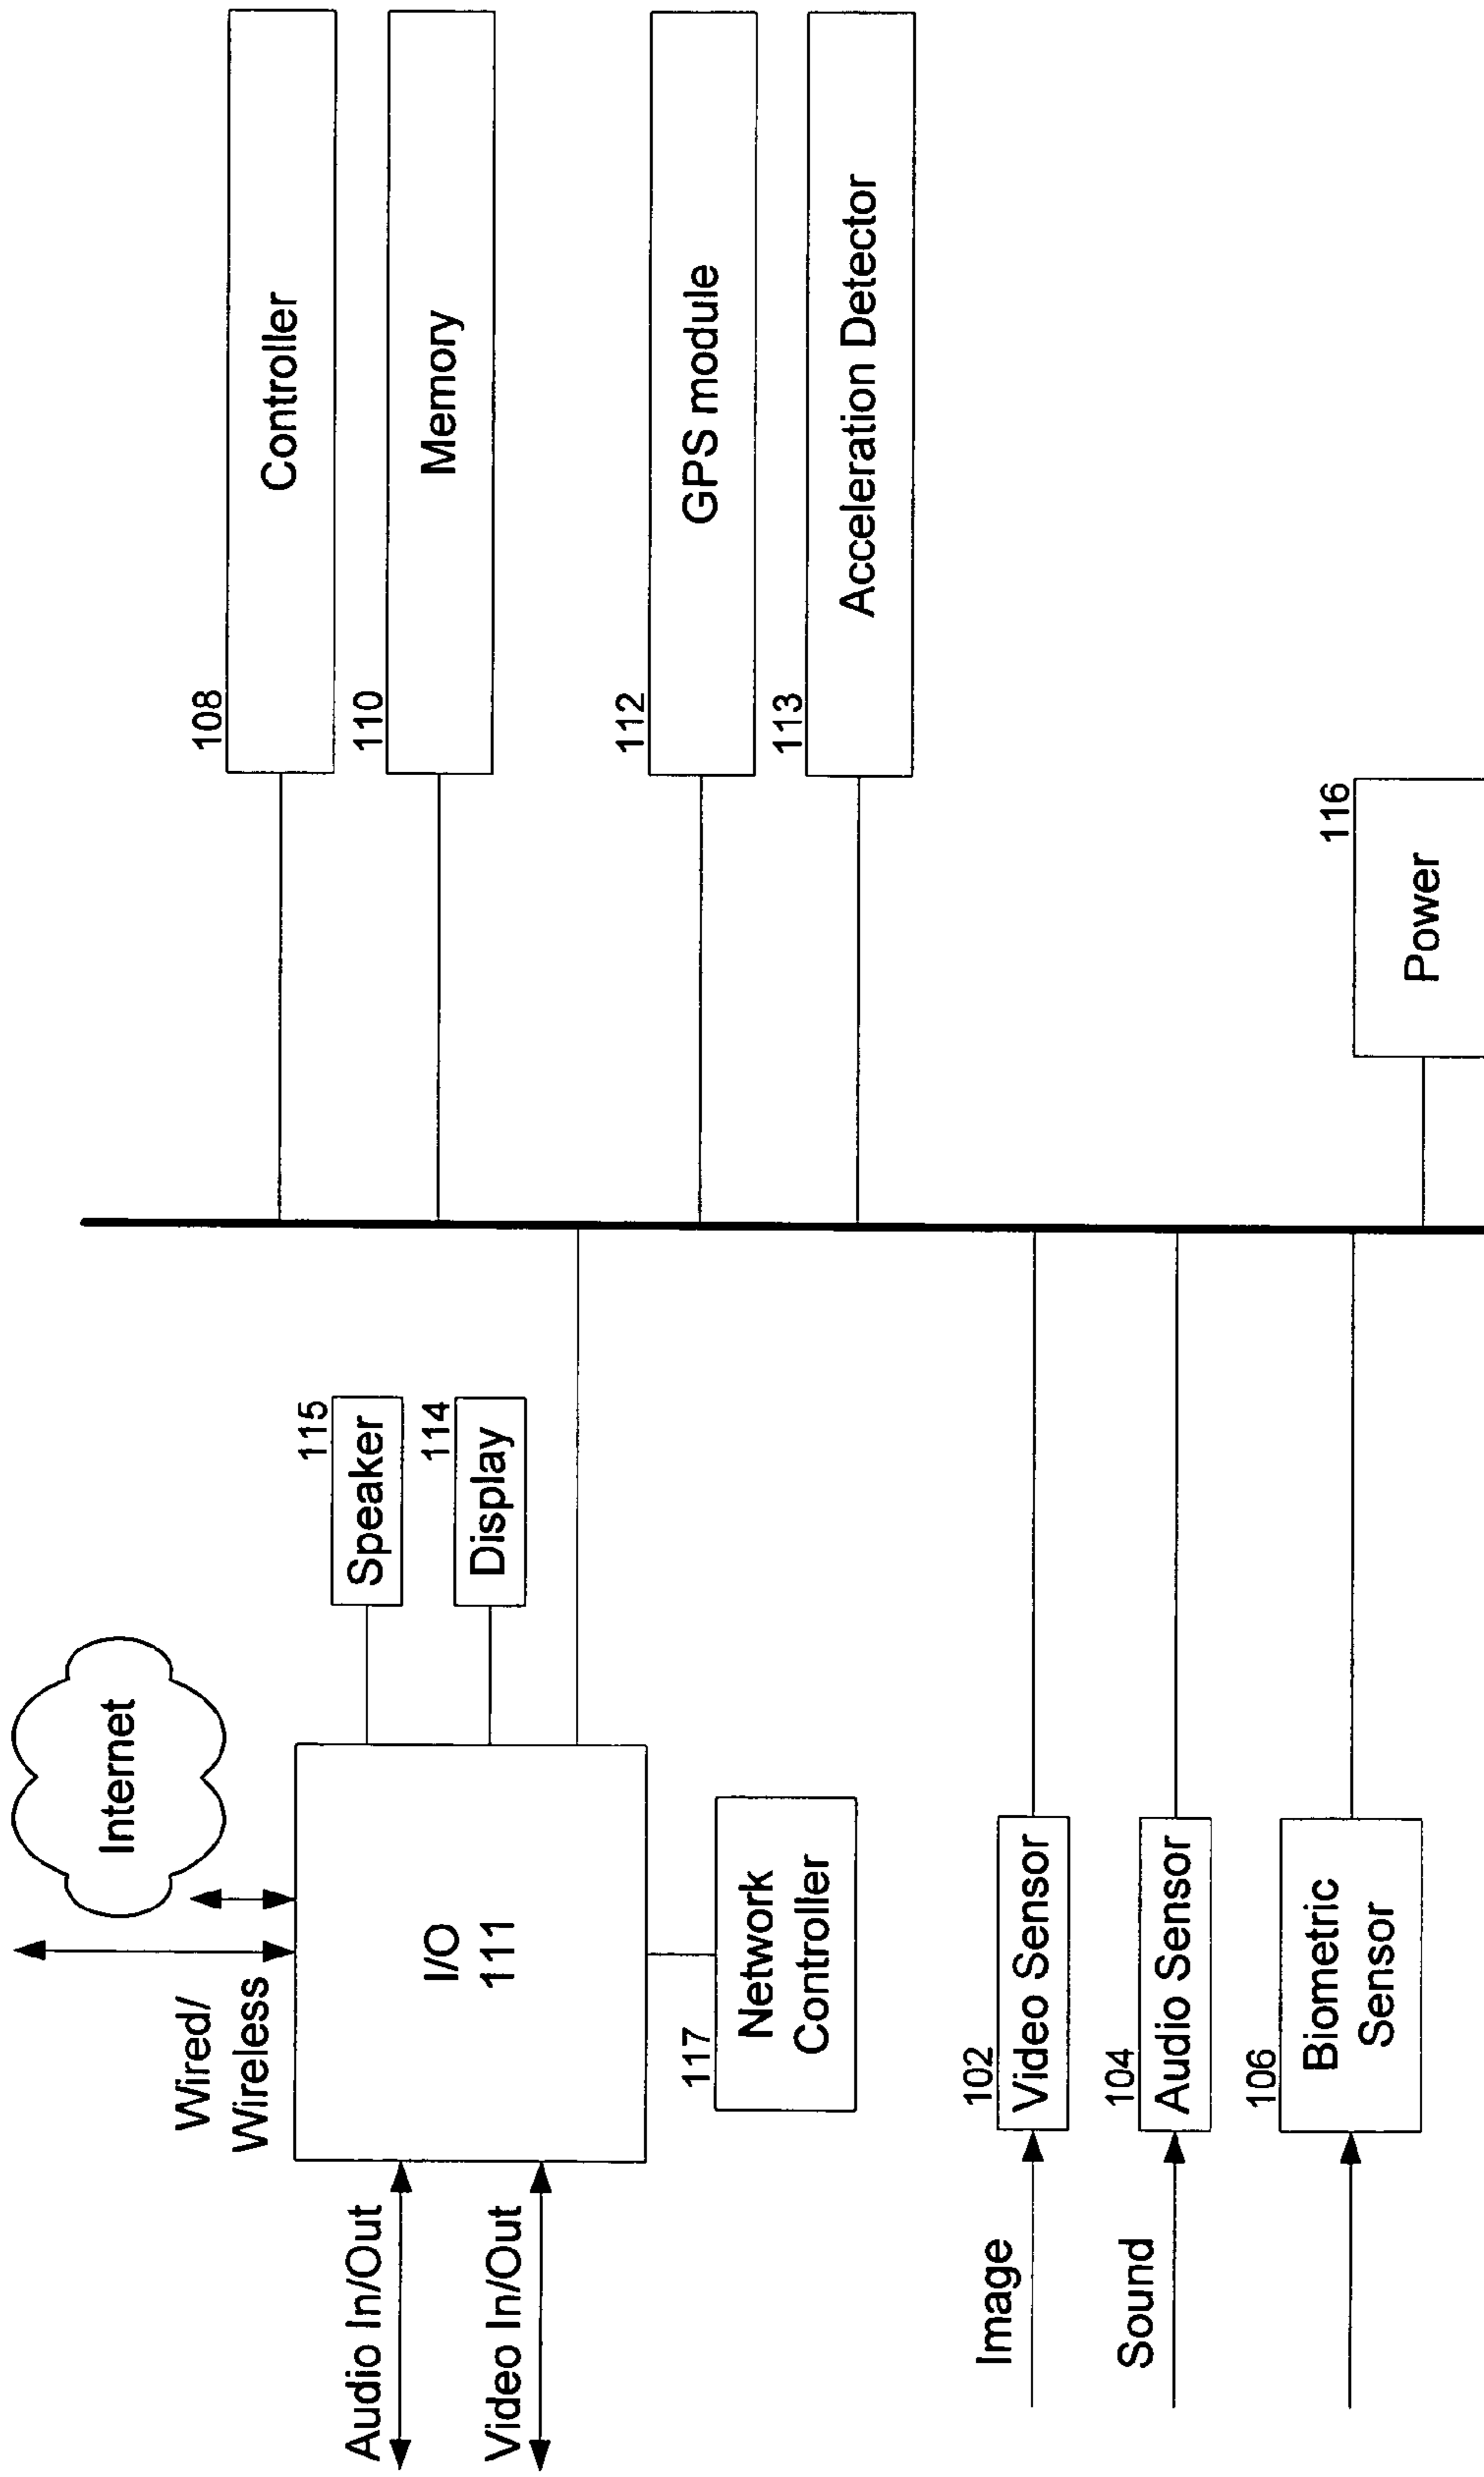 Internet
Wired/
Wireless
Audio In/Out
Video In/Out
I/O
111
115
Speaker
114
Display
117
Network
Controller
108
Controller
110
Memory
112
GPS module
113
Acceleration Detector
Image
102
Video Sensor
Sound
104
Audio Sensor
106
Biometric
Sensor
116
Power